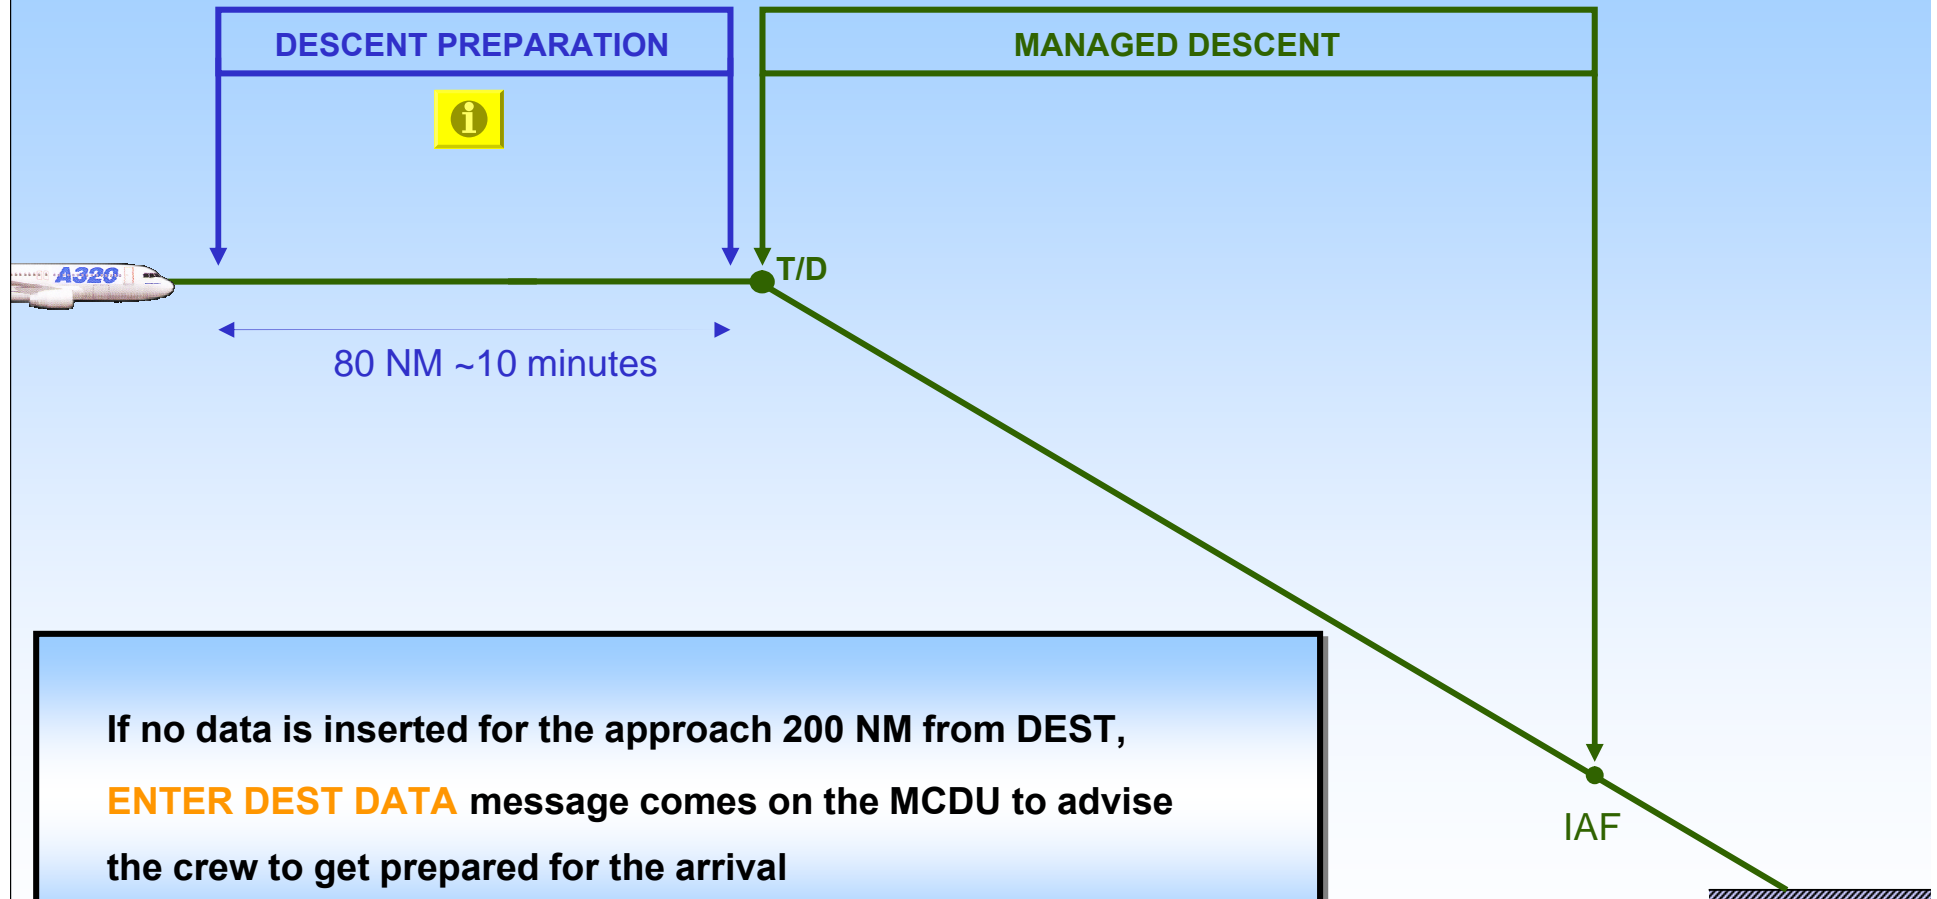 DESCENT PREPARATION
MANAGED DESCENT
i
A320
T/D
80 NM ~10 minutes
If no data is inserted for the approach 200 NM from DEST,
ENTER DEST DATA message comes on the MCDU to advise
the crew to get prepared for the arrival
IAF